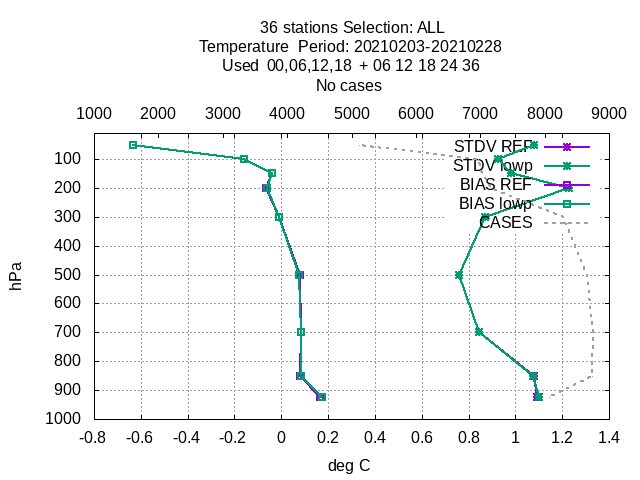 36 stations Selection: ALL
Temperature  Period: 20210203-20210228
Used  00,06,12,18  + 06 12 18 24 36
No cases
1000 2000 3000 4000 5000 6000 7000 8000 9000
STDV REF
STDV lowp
BIAS REF
BIAS lowp
CASES
100
200
300
400
500
600
700
800
900
1000
hPa
-0.8 -0.6 -0.4 -0.2 0 0.2 0.4 0.6 0.8 1 1.2 1.4
deg C